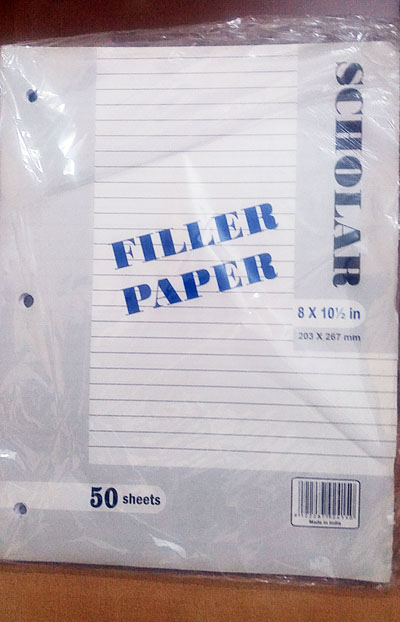 SCHOLAR
FILLER
PAPER
8 X 10½ in
203 X 267 mm
50 sheets
Made in India